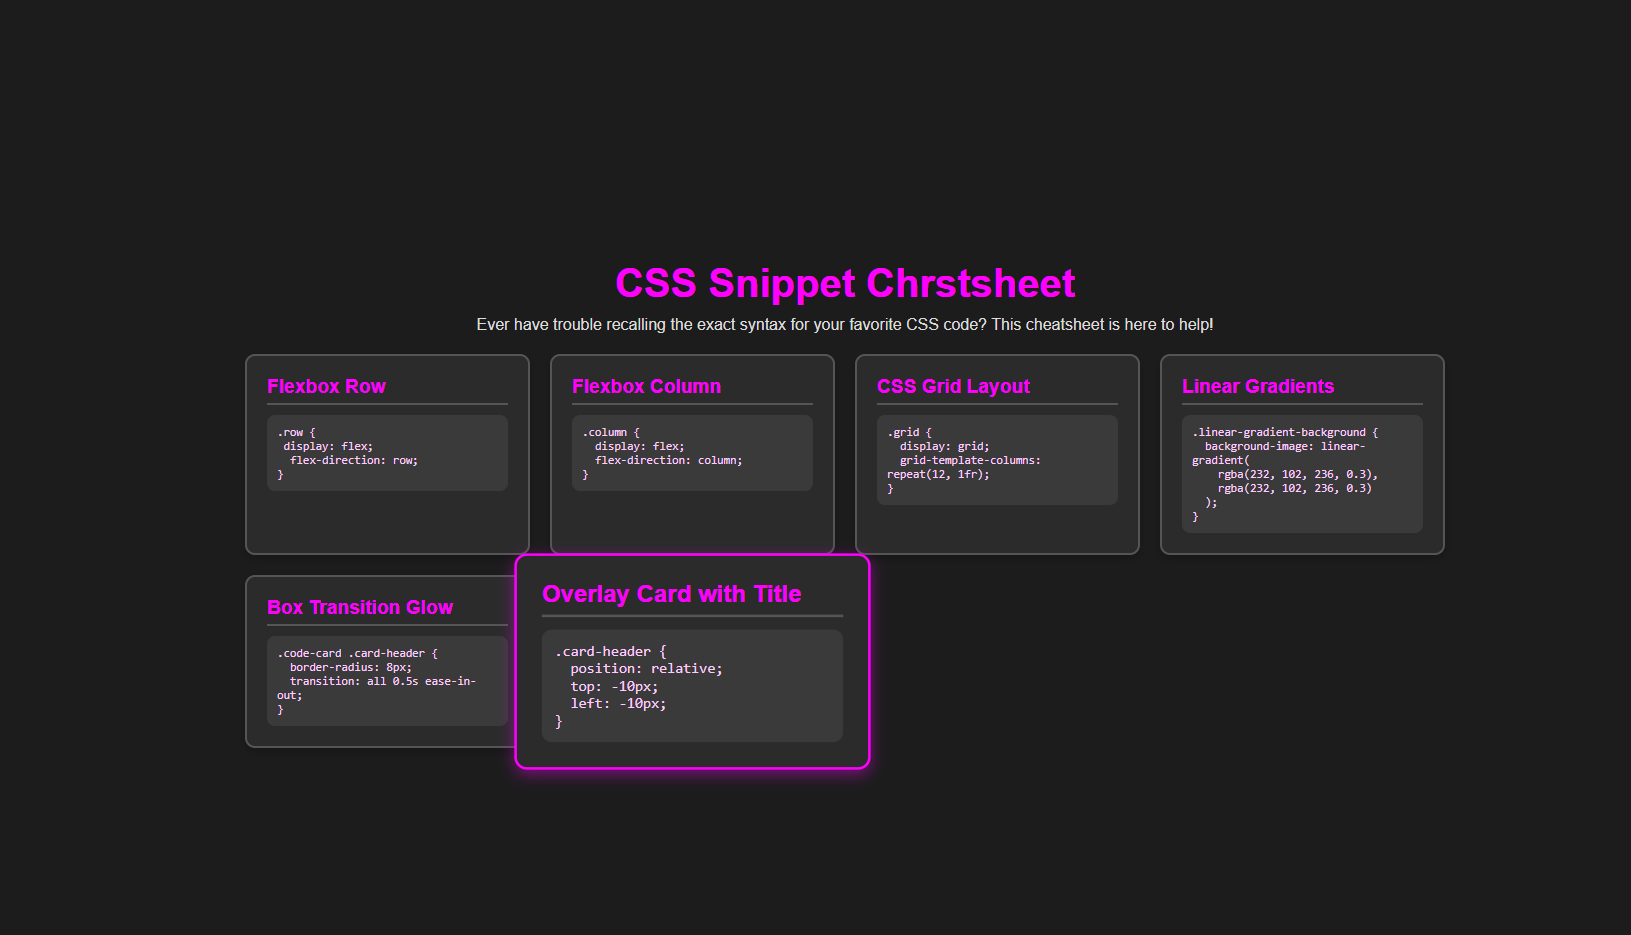 CSS Snippet Chrstsheet
Ever have trouble recalling the exact syntax for your favorite CSS code? This cheatsheet is here to help!
Flexbox Row
.row {
 display: flex;
  flex-direction: row;
}
Flexbox Column
.column {
  display: flex;
  flex-direction: column;
}
CSS Grid Layout
.grid {
  display: grid;
  grid-template-columns:
repeat(12, 1fr);
}
Linear Gradients
.linear-gradient-background {
  background-image: linear-
gradient(
    rgba(232, 102, 236, 0.3),
    rgba(232, 102, 236, 0.3)
  );
}
Box Transition Glow
.code-card .card-header {
  border-radius: 8px;
  transition: all 0.5s ease-in-
out;
}
Overlay Card with Title
.card-header {
  position: relative;
  top: -10px;
  left: -10px;
}